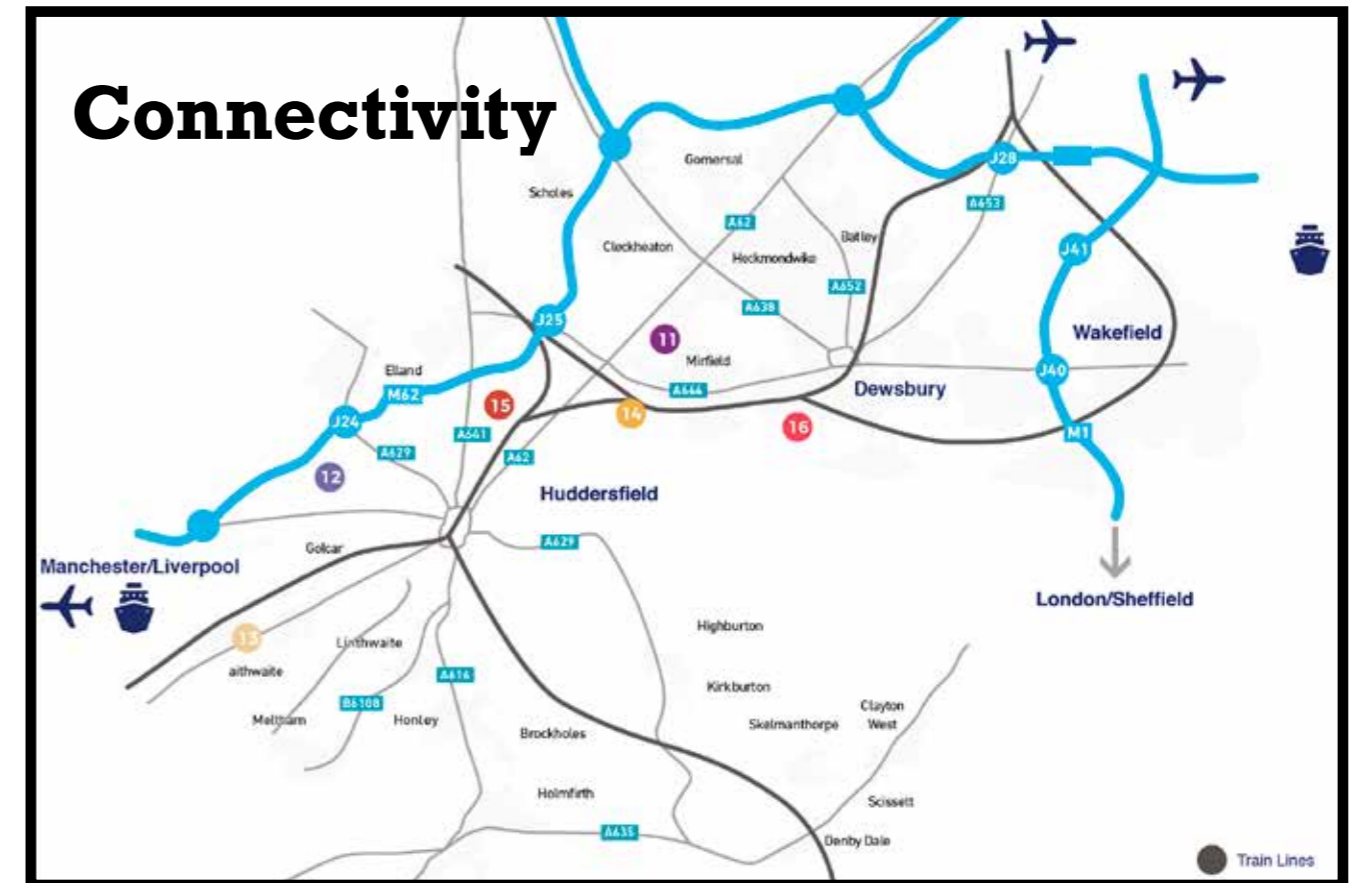 Connectivity
Gomersal
J28
Scholes
A653
A62
Batley
Cleckheaton
Heckmondwike
J41
A652
A638
J25
11
Wakefield
Mirfield
Elland
J40
M62
A644
Dewsbury
15
14
J24
16
A641
M1
A629
A62
12
Huddersfield
A629
Golcar
Manchester/Liverpool
London/Sheffield
Highburton
13
Linthwaite
aithwaite
A616
Kirkburton
B6108
Clayton
West
Meltham
Honley
Skelmanthorpe
Brockholes
Holmfirth
Scissett
A635
Denby Dale
Train Lines